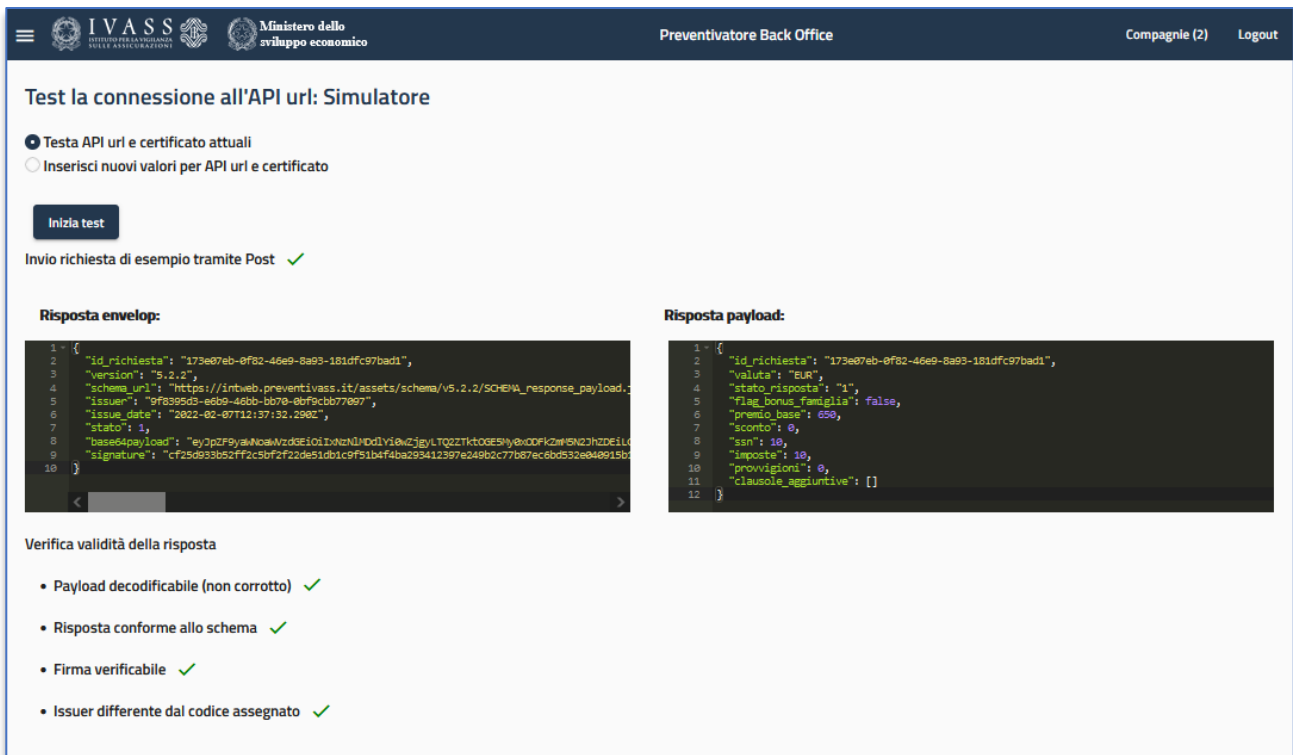 IVASS
ISTITUTO PER LA VIGILANZA
SULLE ASSICURAZIONI
Ministero dello
sviluppo economico
Preventivatore Back Office
Compagnie (2)
Logout
Test la connessione all'API url: Simulatore
Testa API url e certificato attuali
Inserisci nuovi valori per API url e certificato
Inizia test
Invio richiesta di esempio tramite Post
Risposta envelop:
1 {
2 "id_richiesta": "173e07eb-0f82-46e9-8a93-181dfc97bad1",
3 "version": "5.2.2",
4 "schema_url": "https://intweb.preventivass.it/assets/schema/v5.2.2/SCHEMA_response_payload.j
5 "issuer": "9f8395d3-e6b9-46bb-bb70-0bf9cbb77097",
6 "issue_date": "2022-02-07T12:37:32.290Z",
7 "stato": 1,
8 "base64payload":
9 "signature": "cf25d933b52ff2c5bf2f22de51db1c9f51b4f4ba293412397e249b2c77b87ec6bd532e040915b
10 }
Risposta payload:
1 {
2 "id_richiesta": "173e07eb-0f82-46e9-8a93-181dfc97bad1",
3 "valuta": "EUR",
4 "stato_risposta": "1",
5 "flag_bonus_famiglia": false,
6 "premio_base": 650,
7 "sconto": 0,
8 "ssn": 10,
9 "imposte": 10,
10 "provvigioni": 0,
11 "clausole_aggiuntive": []
12 }
Verifica validità della risposta
• Payload decodificabile (non corrotto)
• Risposta conforme allo schema
• Firma verificabile
• Issuer differente dal codice assegnato